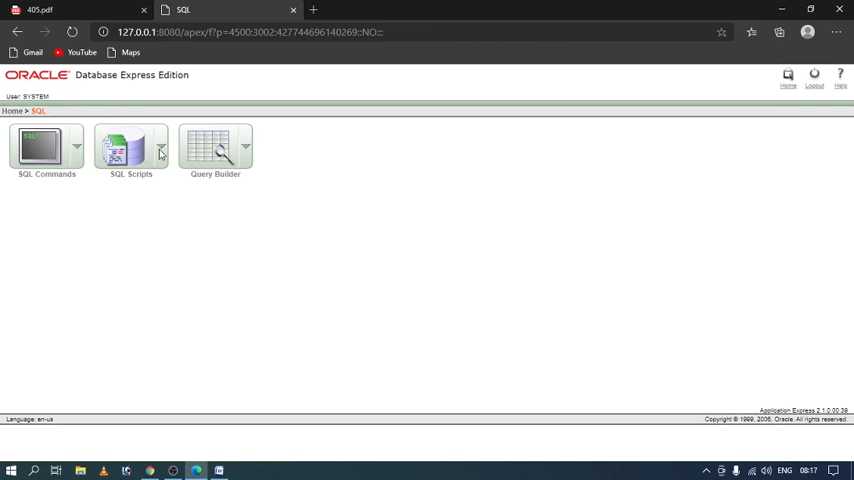 405.pdf
SQL
127.0.0.1:8080/apex/f?p=4500:3002:427744696140269::NO:::
Gmail
YouTube
Maps
ORACLE Database Express Edition
Home
Logout
Help
User: SYSTEM
Home > SQL
SQL>
SQL Commands
SQL Scripts
Query Builder
Application Express 2.1.0.00.39
Language: en-us
Copyright © 1999, 2006, Oracle. All rights reserved.
ENG
08:17